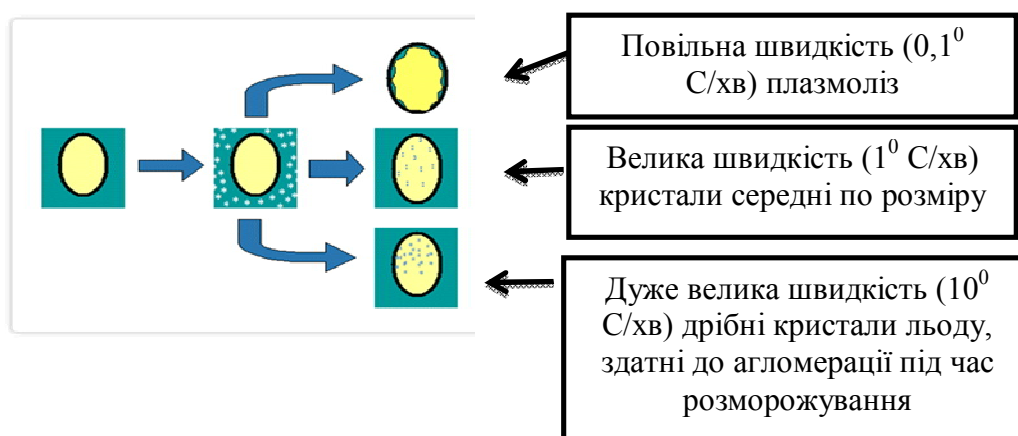 Повільна швидкість (0,1⁰
С/хв) плазмоліз
Велика швидкість (1⁰ С/хв)
кристали середні по розміру
Дуже велика швидкість (10⁰
С/хв) дрібні кристали льоду,
здатні до агломерації під час
розморожування